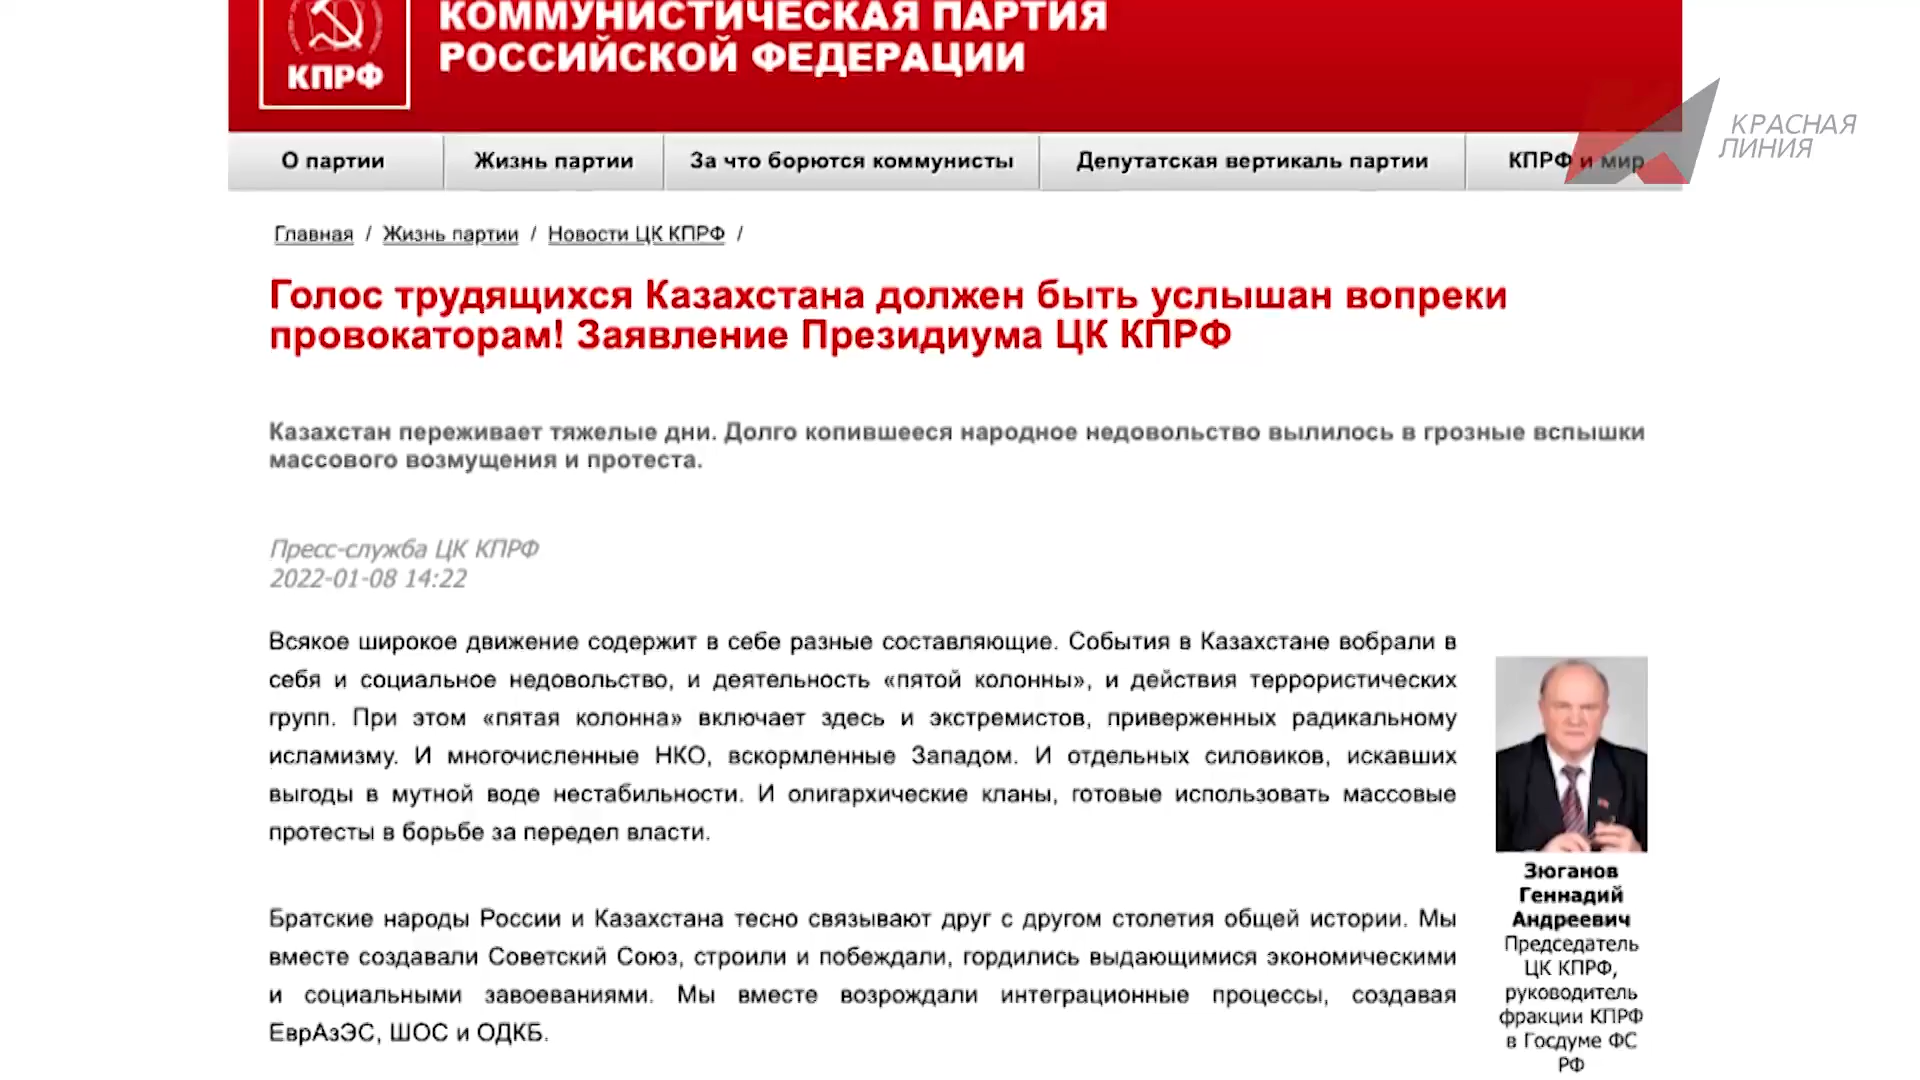 КОММУНИСТИЧЕСКАЯ ПАРТИЯ
РОССИЙСКОЙ ФЕДЕРАЦИИ
КПРФ
КРАСНАЯ
ЛИНИЯ
О партии
Жизнь партии
За что борются коммунисты
Депутатская вертикаль партии
КПРФ и мир
Главная / Жизнь партии / Новости ЦК КПРФ /
Голос трудящихся Казахстана должен быть услышан вопреки
провокаторам! Заявление Президиума ЦК КПРФ
Казахстан переживает тяжелые дни. Долго копившееся народное недовольство вылилось в грозные вспышки
массового возмущения и протеста.
Пресс-служба ЦК КПРФ
2022-01-08 14:22
Всякое широкое движение содержит в себе разные составляющие. События в Казахстане вобрали в
себя и социальное недовольство, и деятельность «пятой колонны», и действия террористических
групп. При этом «пятая колонна» включает здесь и экстремистов, приверженных радикальному
исламизму. И многочисленные НКО, вскормленные Западом. И отдельных силовиков, искавших
выгоды в мутной воде нестабильности. И олигархические кланы, готовые использовать массовые
протесты в борьбе за передел власти.
Братские народы России и Казахстана тесно связывают друг с другом столетия общей истории. Мы
вместе создавали Советский Союз, строили и побеждали, гордились выдающимися экономическими
и социальными завоеваниями. Мы вместе возрождали интеграционные процессы, создавая
ЕврАзЭС, ШОС и ОДКБ.
Зюганов
Геннадий
Андреевич
Председатель
ЦК КПРФ,
руководитель
фракции КПРФ
в Госдуме ФС
РФ